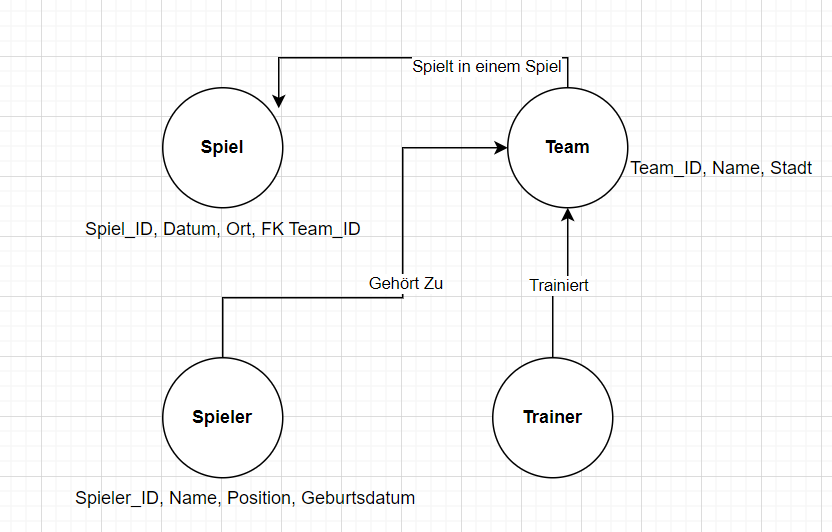 Spielt in einem Spiel
Spiel
Team
Team_ID, Name, Stadt
Spiel_ID, Datum, Ort, FK Team_ID
Gehört Zu
Trainiert
Spieler
Trainer
Spieler_ID, Name, Position, Geburtsdatum